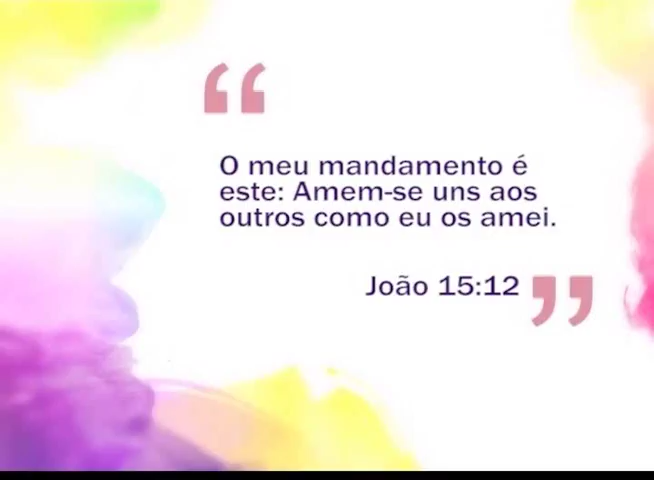 “
O meu mandamento é
este: Amem-se uns aos
outros como eu os amei.
João 15:12 ”